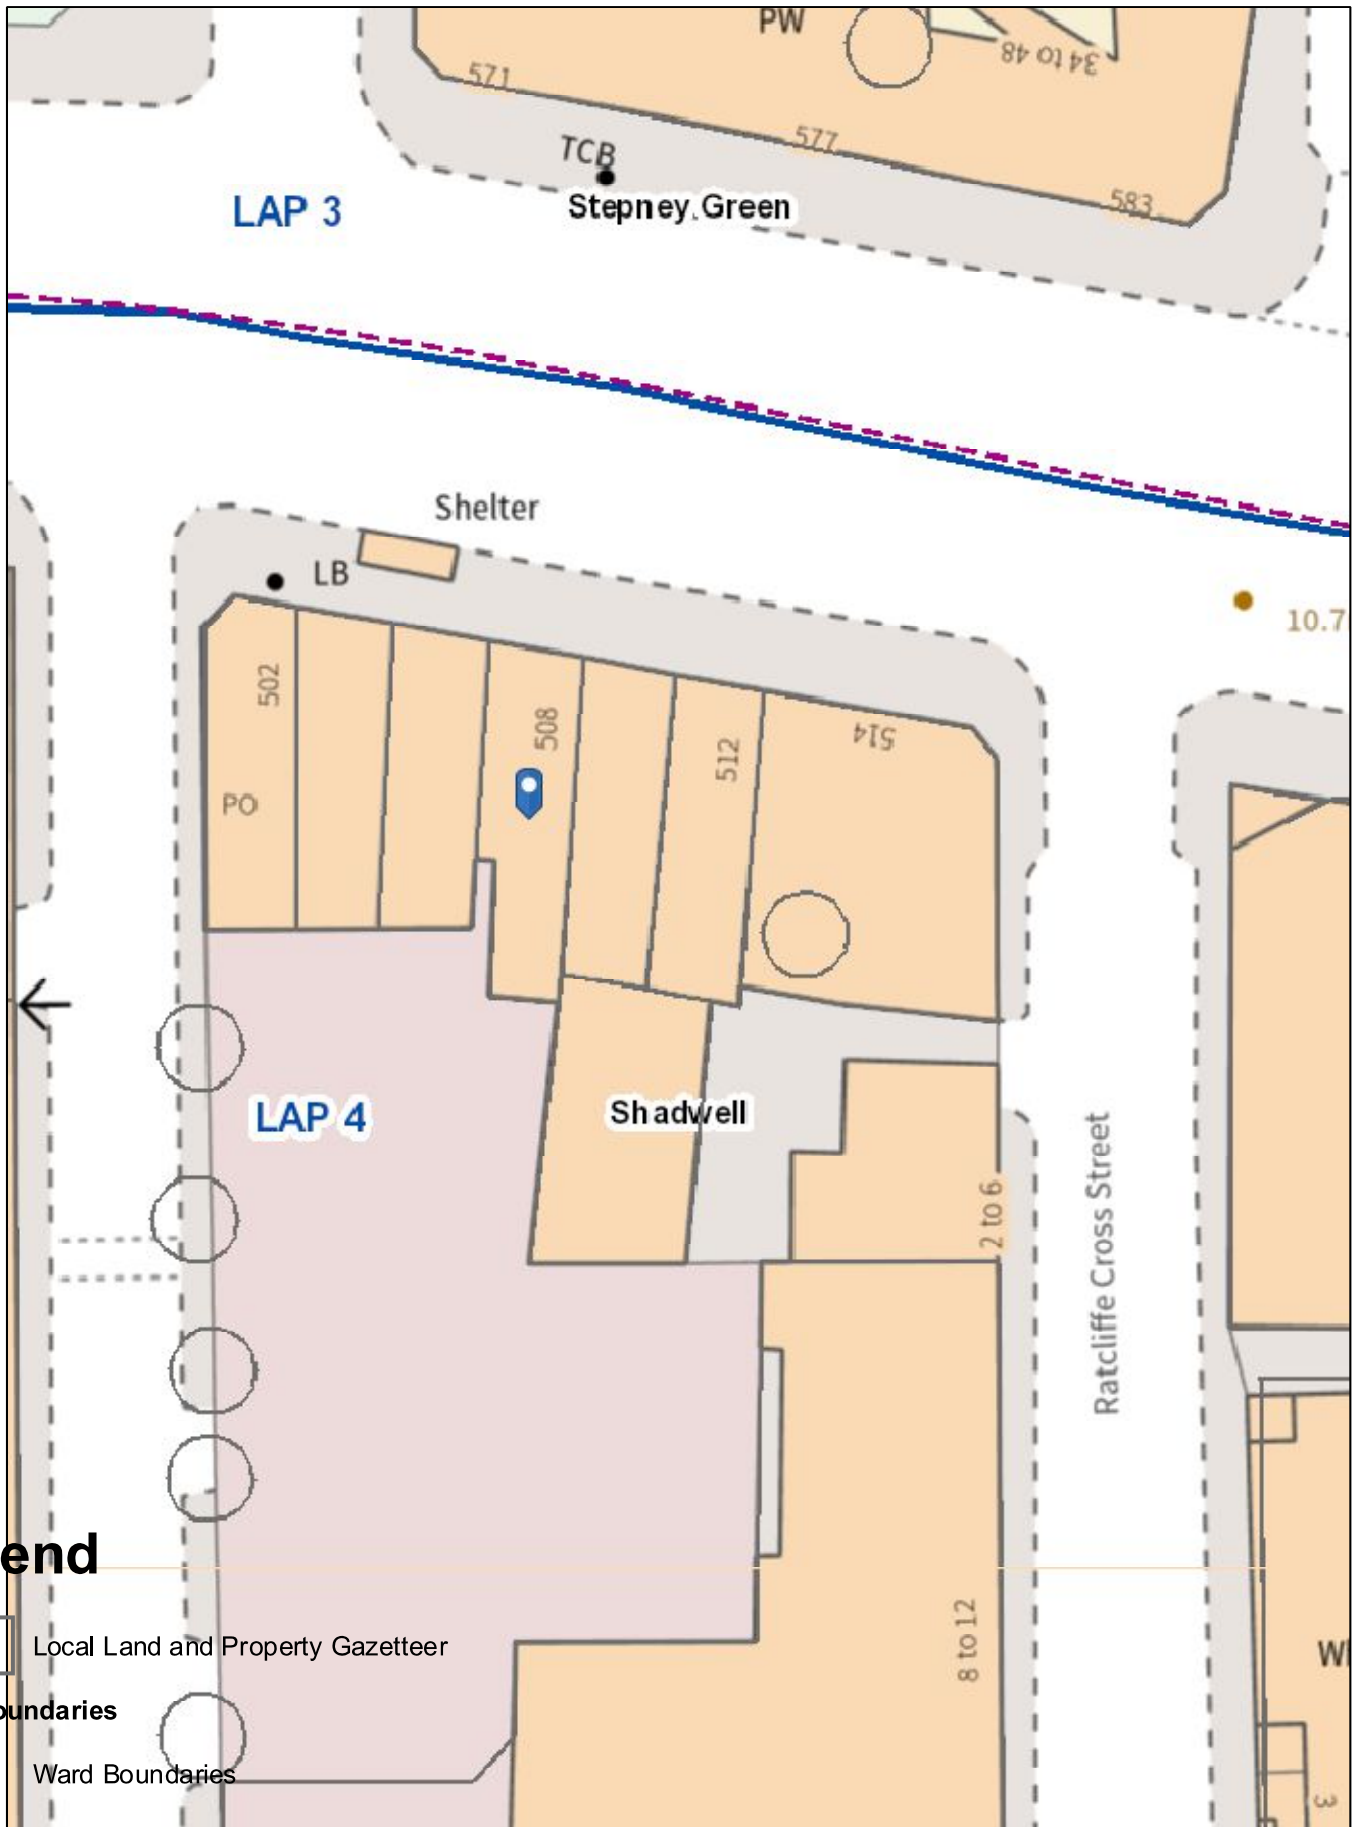 PW
34 to 48
571
577
TCB
583
LAP 3
Stepney Green
Shelter
LB
10.7
502
508
512
514
PO
LAP 4
Shadwell
2 to 6
Ratcliffe Cross Street
end
8 to 12
Local Land and Property Gazetteer
oundaries
Ward Boundaries
3